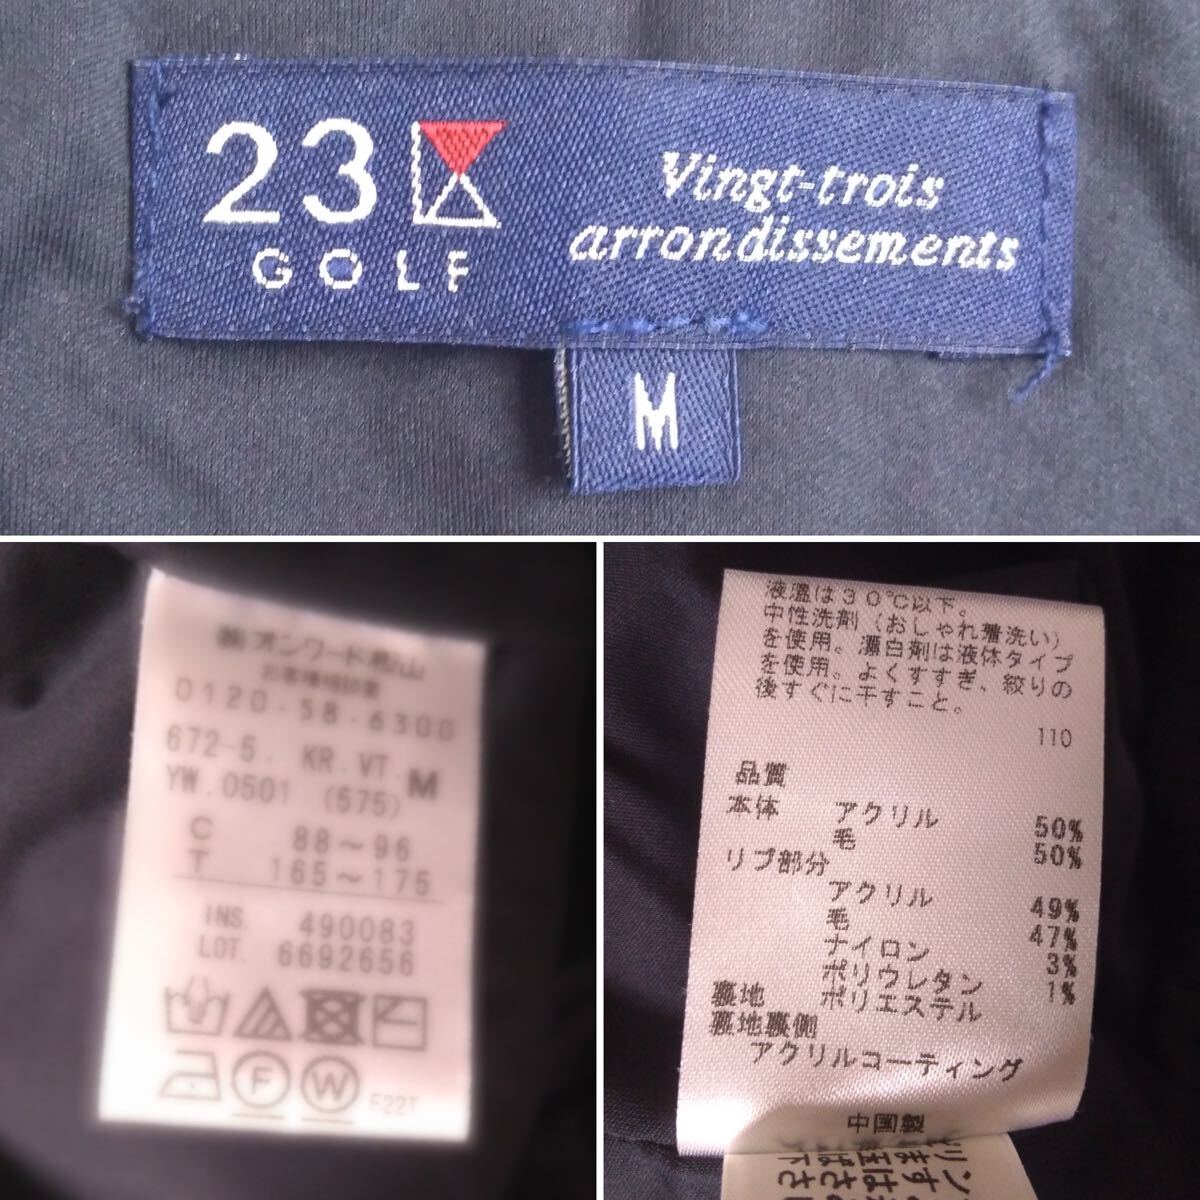 23
GOLF
Vingt-trois
arrondissements
M
㈱オンワード樫山
お客様相談室
0120-58-6300
672-5. KR.VT. M
YW.0501 (575)
C 88～96
T 165～175
INS. 490083
LOT. 6692656
F
W
F22T
液温は30℃以下。
中性洗剤（おしゃれ着洗い）
を使用。漂白剤は液体タイプ
を使用。よくすすぎ、絞りの
後すぐに干すこと。
110
品質
本体 アクリル 50%
毛 50%
リブ部分
アクリル 49%
毛 47%
ナイロン 3%
ポリウレタン 1%
裏地 ポリエステル
裏地裏側
アクリルコーティング
中国製